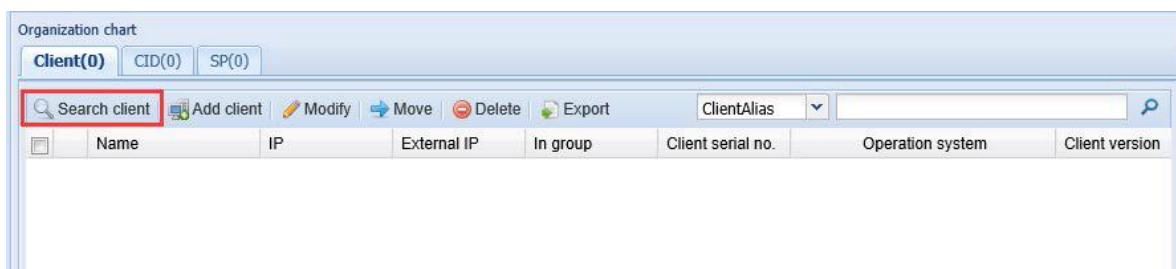 Organization chart
Client(0) CID(0) SP(0)
Search client Add client Modify Move Delete Export ClientAlias
Name IP External IP In group Client serial no. Operation system Client version